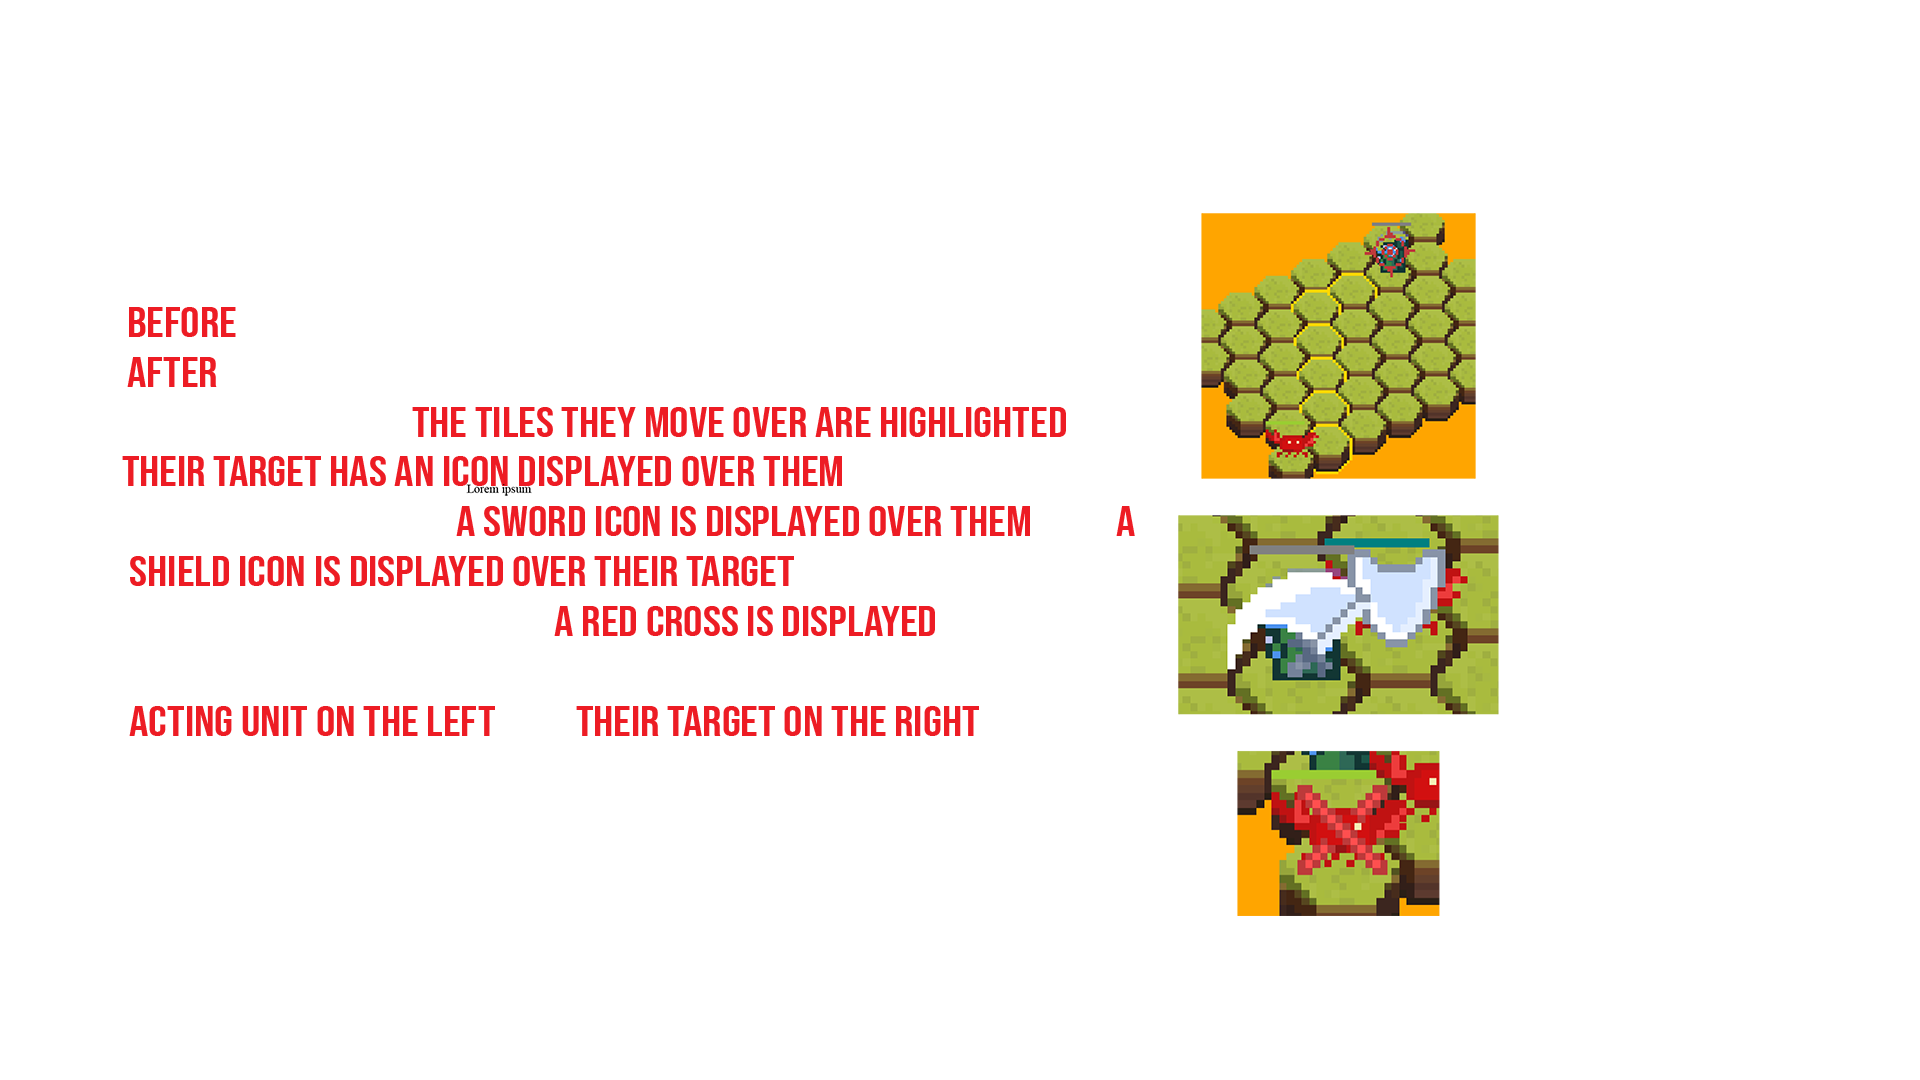 BEFORE
AFTER
THE TILES THEY MOVE OVER ARE HIGHLIGHTED
THEIR TARGET HAS AN ICON DISPLAYED OVER THEM
Lorem ipsum
A SWORD ICON IS DISPLAYED OVER THEM A
SHIELD ICON IS DISPLAYED OVER THEIR TARGET
A RED CROSS IS DISPLAYED
ACTING UNIT ON THE LEFT THEIR TARGET ON THE RIGHT